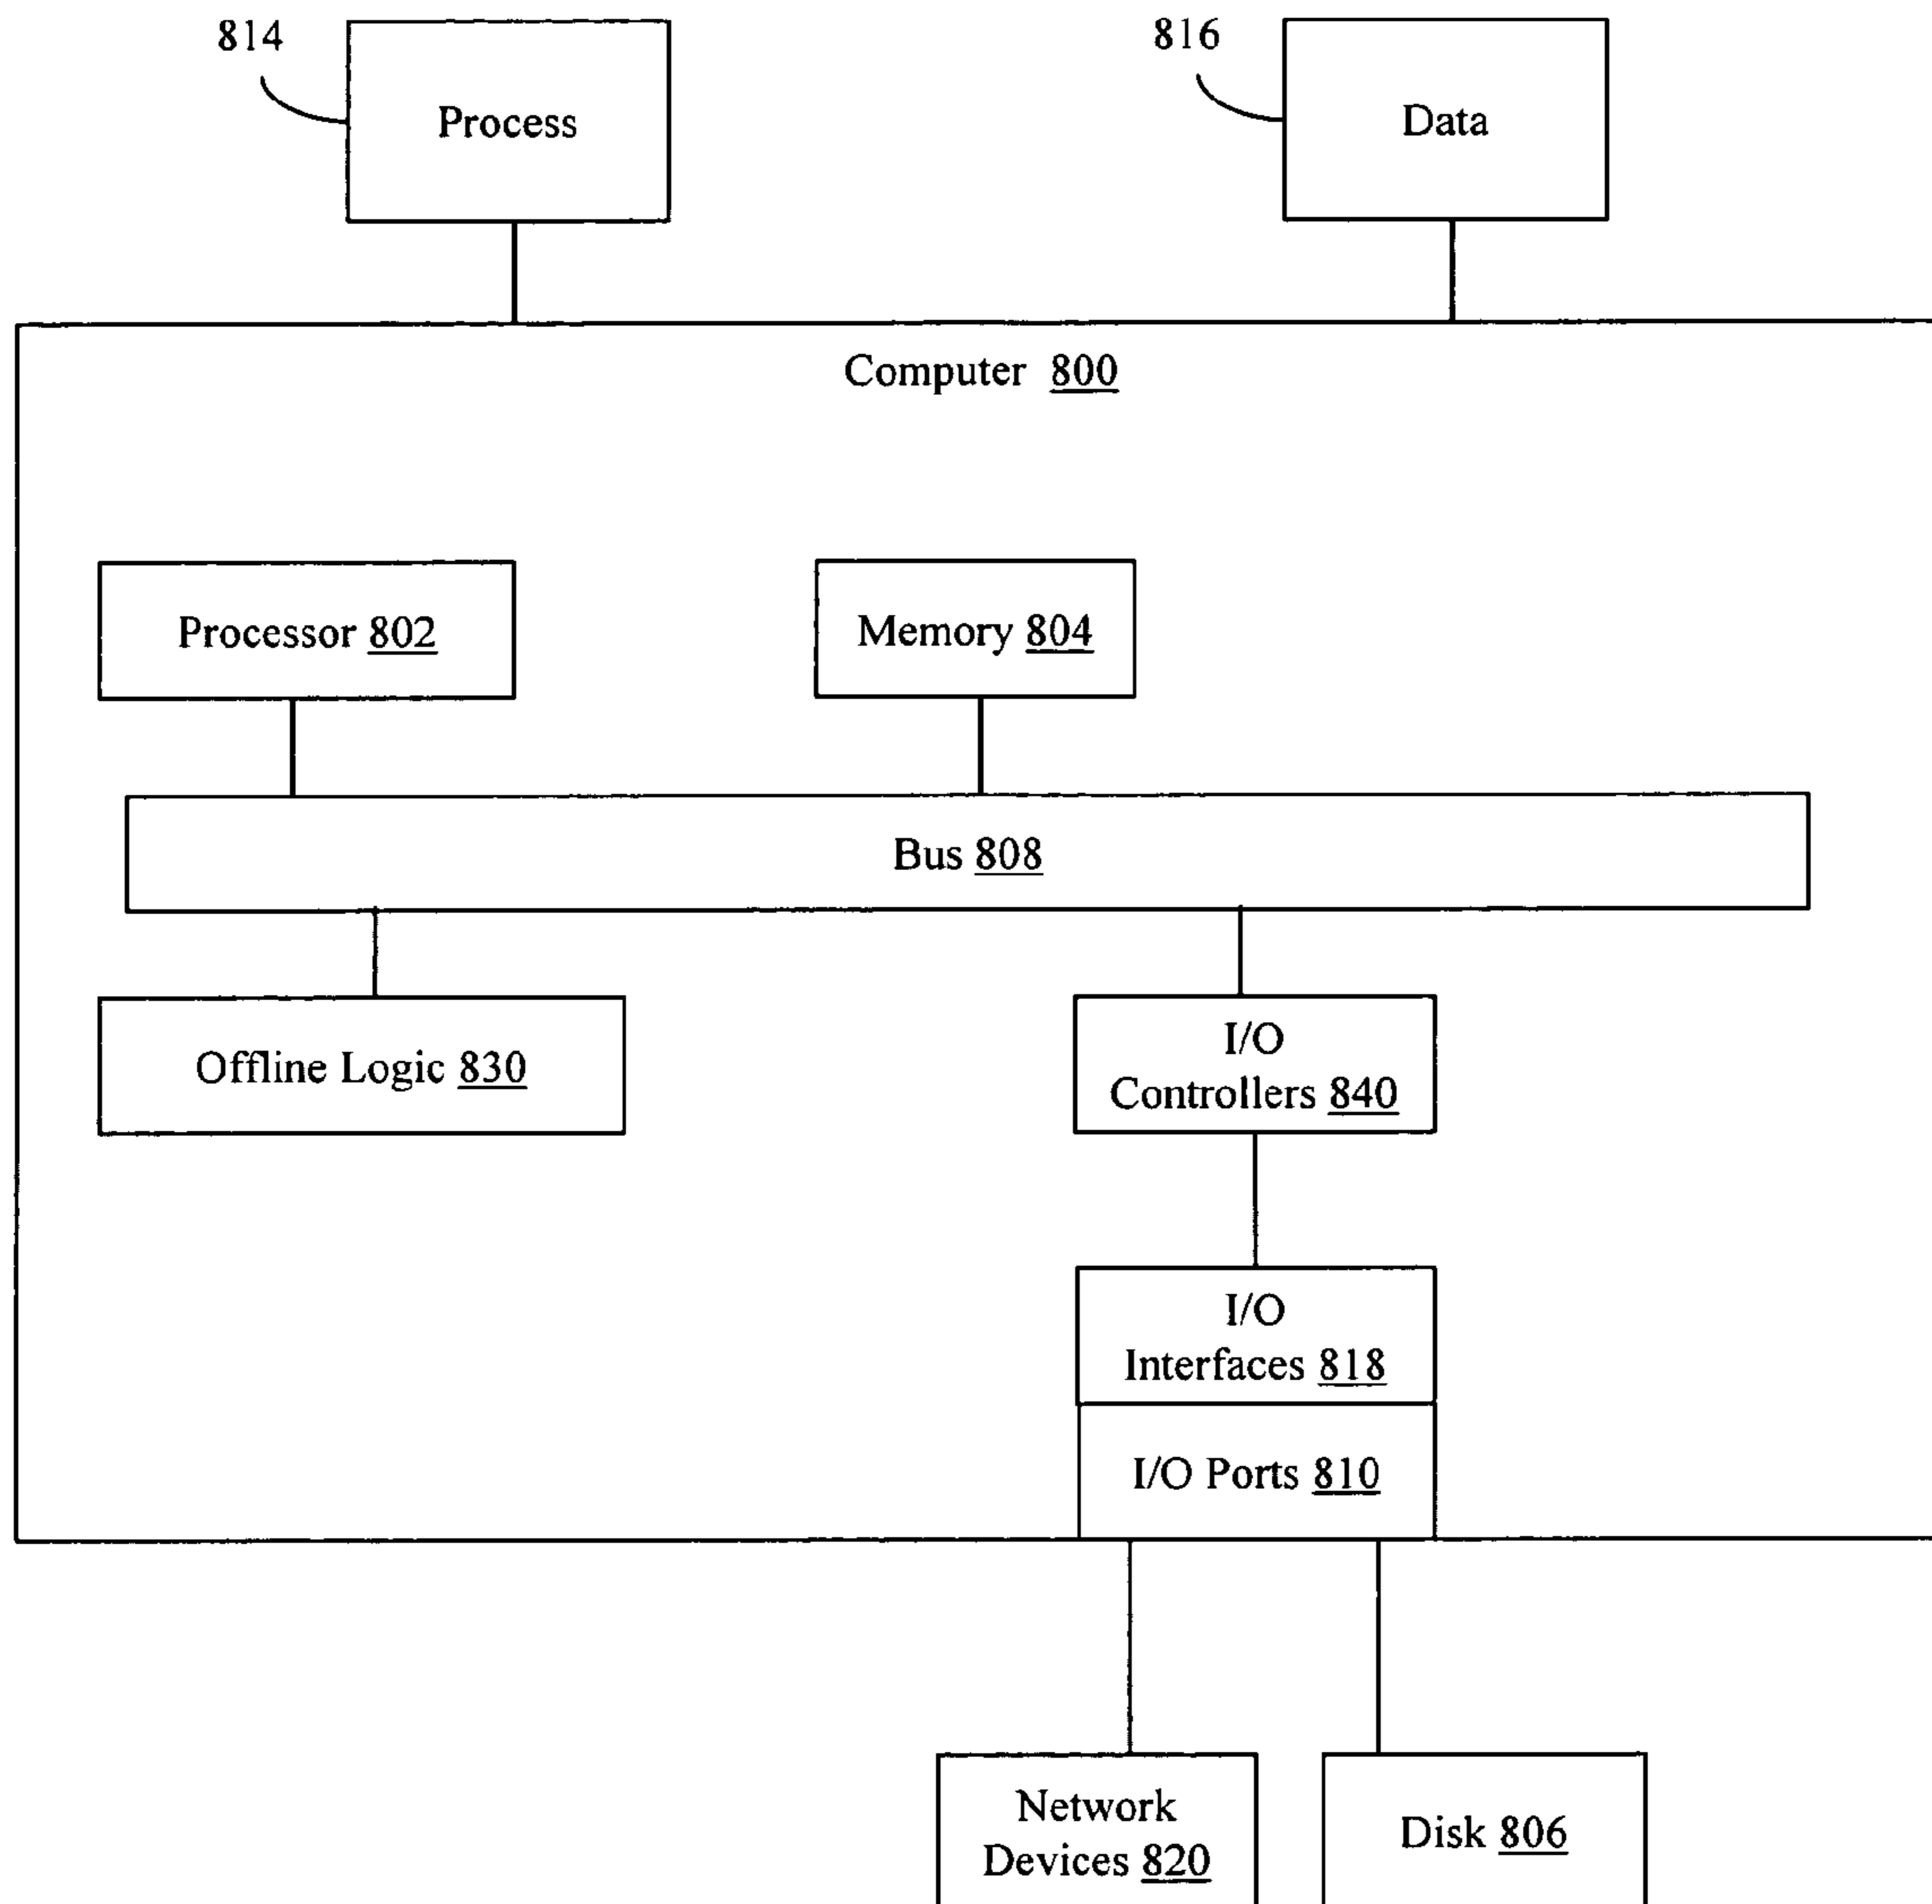 814
Process
816
Data
Computer 800
Processor 802
Memory 804
Bus 808
Offline Logic 830
I/O
Controllers 840
I/O
Interfaces 818
I/O Ports 810
Network
Devices 820
Disk 806